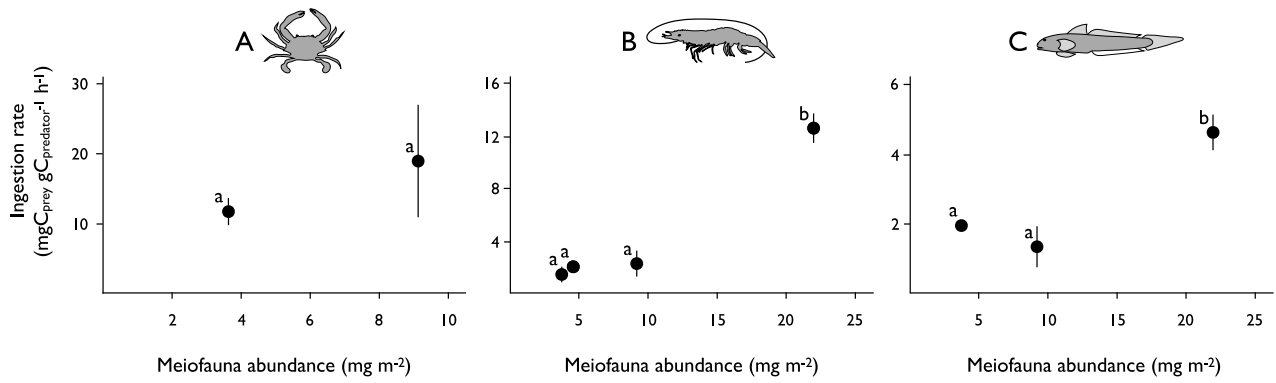 A
B
C
Ingestion rate
(mgCprey gCpredator-1 h-1)
30
20
10
a
a
2
4
6
8
10
Meiofauna abundance (mg m-2)
16
12
8
4
a
a
a
b
5
10
15
20
25
Meiofauna abundance (mg m-2)
6
4
2
a
a
b
5
10
15
20
25
Meiofauna abundance (mg m-2)